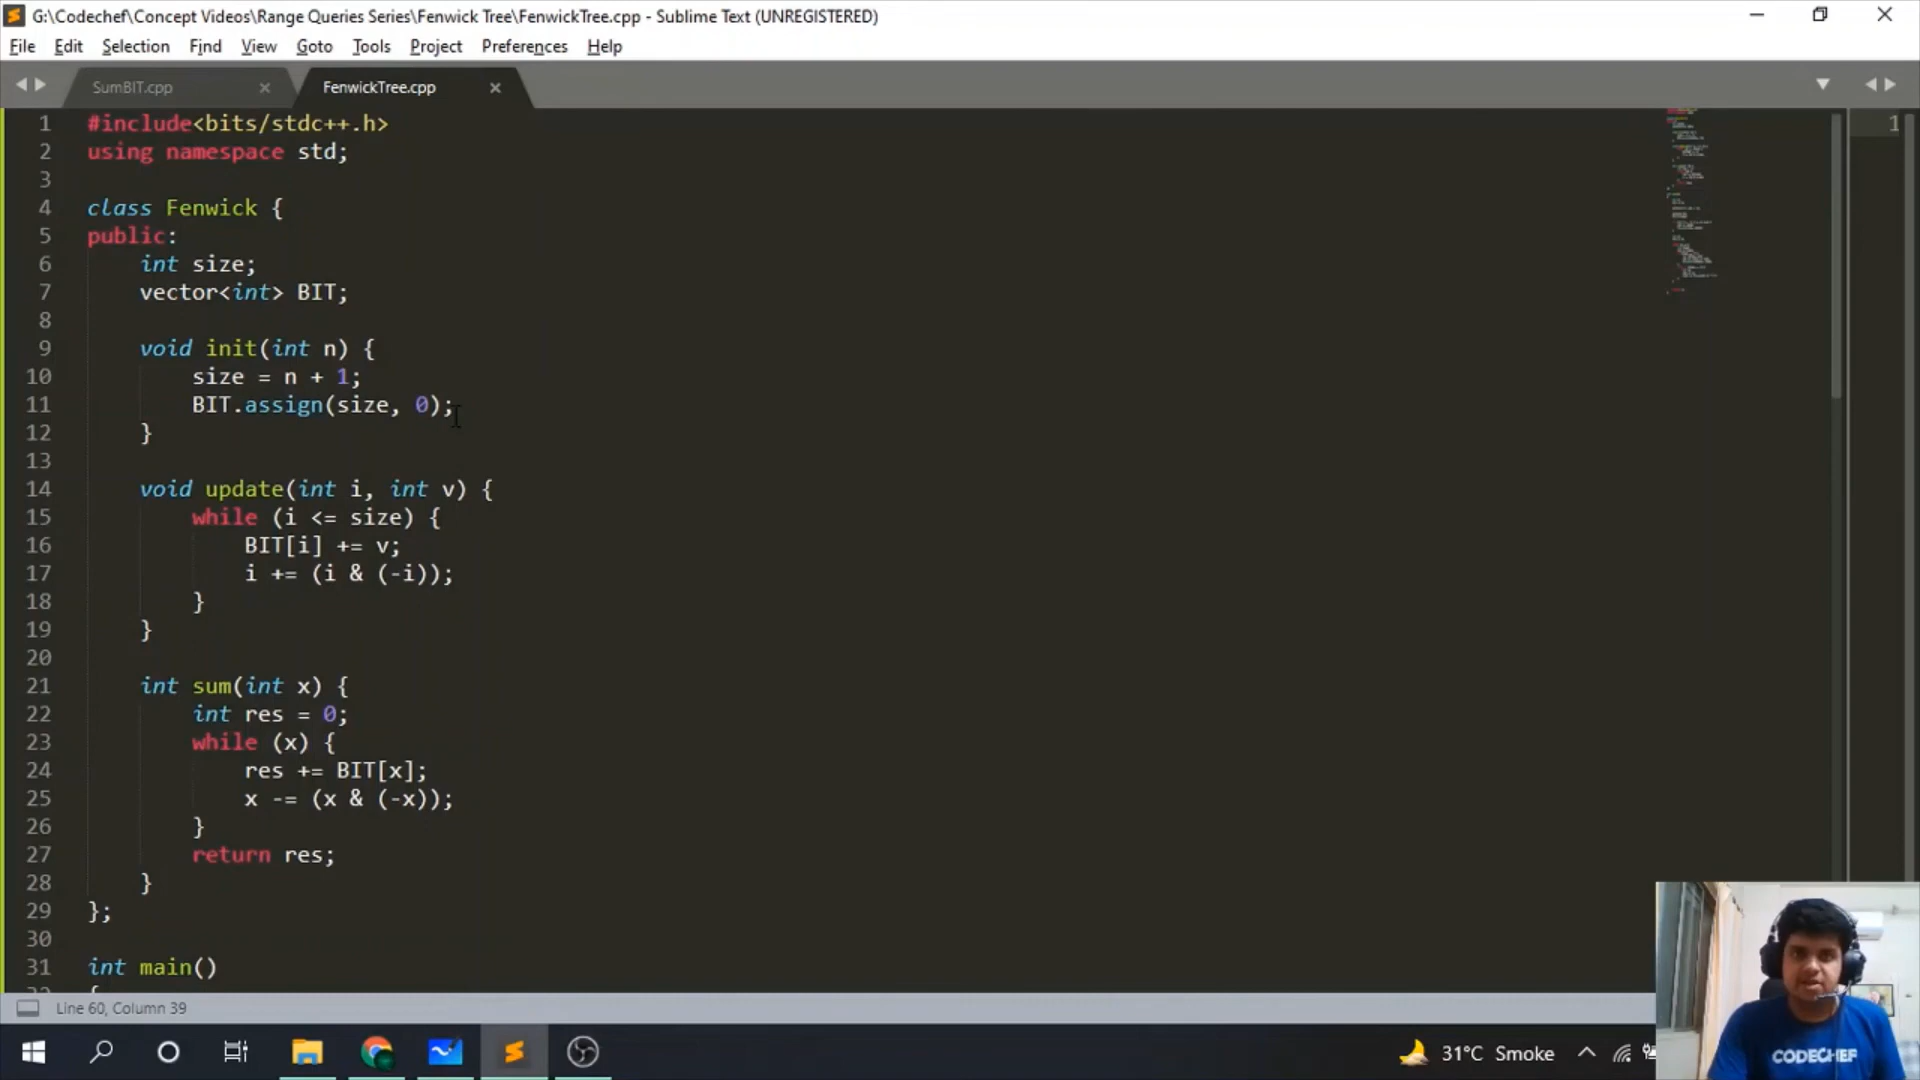 G:\Codechef\Concept Videos\Range Queries Series\Fenwick Tree\FenwickTree.cpp - Sublime Text (UNREGISTERED)
File Edit Selection Find View Goto Tools Project Preferences Help
SumBIT.cpp FenwickTree.cpp
1 #include<bits/stdc++.h> 1
2 using namespace std;
3
4 class Fenwick {
5 public:
6 int size;
7 vector<int> BIT;
8
9 void init(int n) {
10 size = n + 1;
11 BIT.assign(size, 0);
12 }
13
14 void update(int i, int v) {
15 while (i <= size) {
16 BIT[i] += v;
17 i += (i & (-i));
18 }
19 }
20
21 int sum(int x) {
22 int res = 0;
23 while (x) {
24 res += BIT[x];
25 x -= (x & (-x));
26 }
27 return res;
28 }
29 };
30
31 int main()
Line 60, Column 39
31°C Smoke
CODECHEF